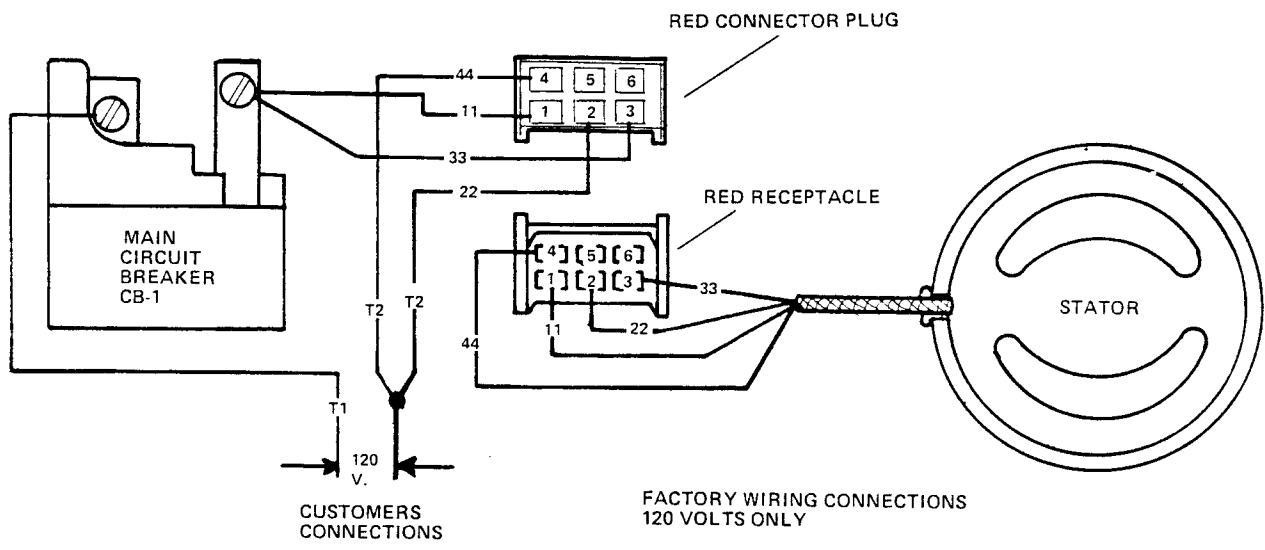 RED CONNECTOR PLUG
44
4 5 6
11
1 2 3
33
22
RED RECEPTACLE
MAIN
CIRCUIT
BREAKER
CB-1
4 5 6
1 2 3
33
STATOR
T2
T2
11
22
44
T1
120
V.
CUSTOMERS
CONNECTIONS
FACTORY WIRING CONNECTIONS
120 VOLTS ONLY